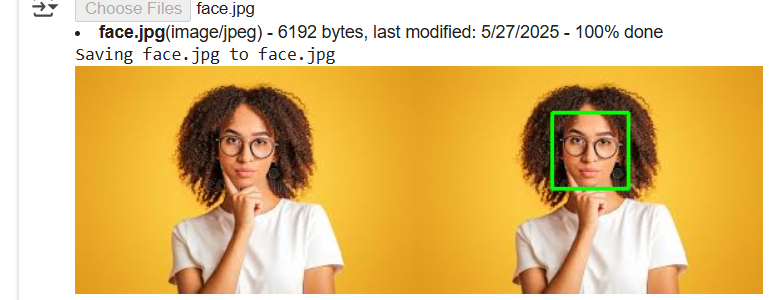 Choose Files face.jpg
face.jpg(image/jpeg) - 6192 bytes, last modified: 5/27/2025 - 100% done
Saving face.jpg to face.jpg